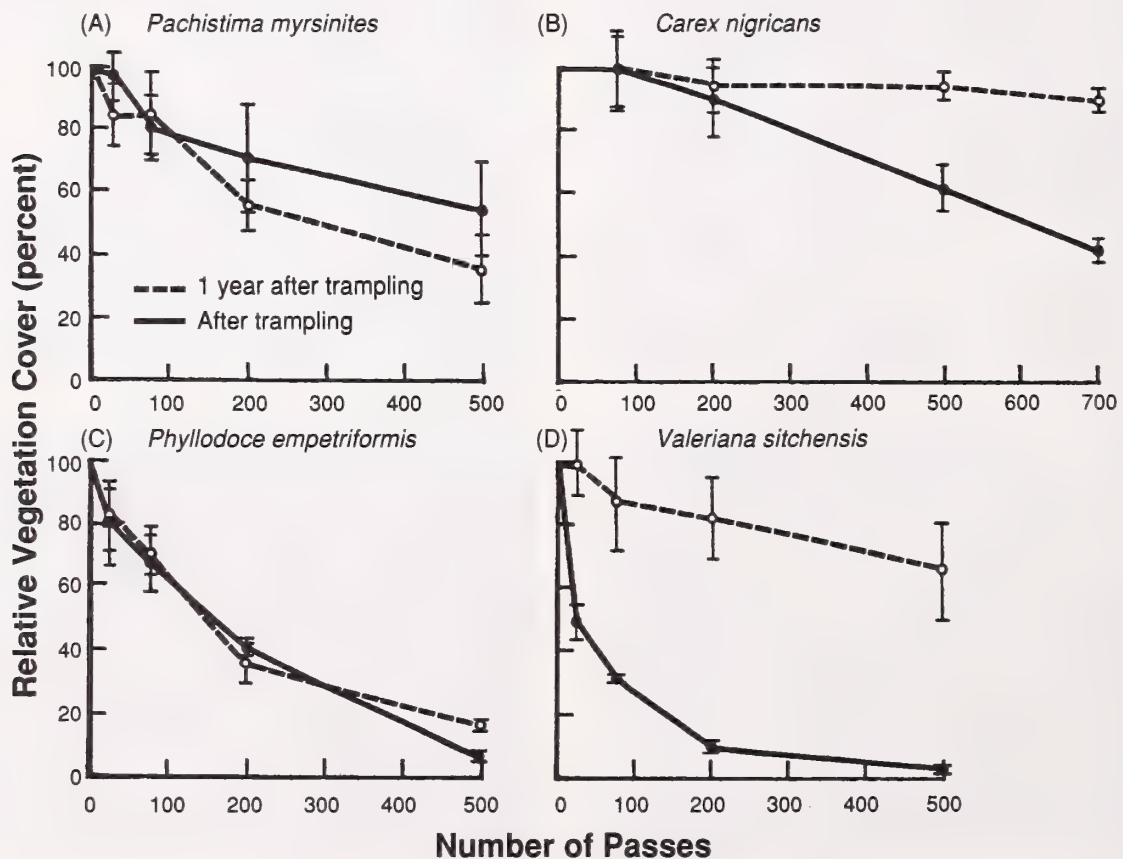 (A) Pachistima myrsinites
(B) Carex nigricans
100
80
60
40
20
0
1 year after trampling
After trampling
0 100 200 300 400 500
0 100 200 300 400 500 600 700
(C) Phyllodoce empetriformis
(D) Valeriana sitchensis
100
80
60
40
20
0
0 100 200 300 400 500
0 100 200 300 400 500
Relative Vegetation Cover (percent)
Number of Passes